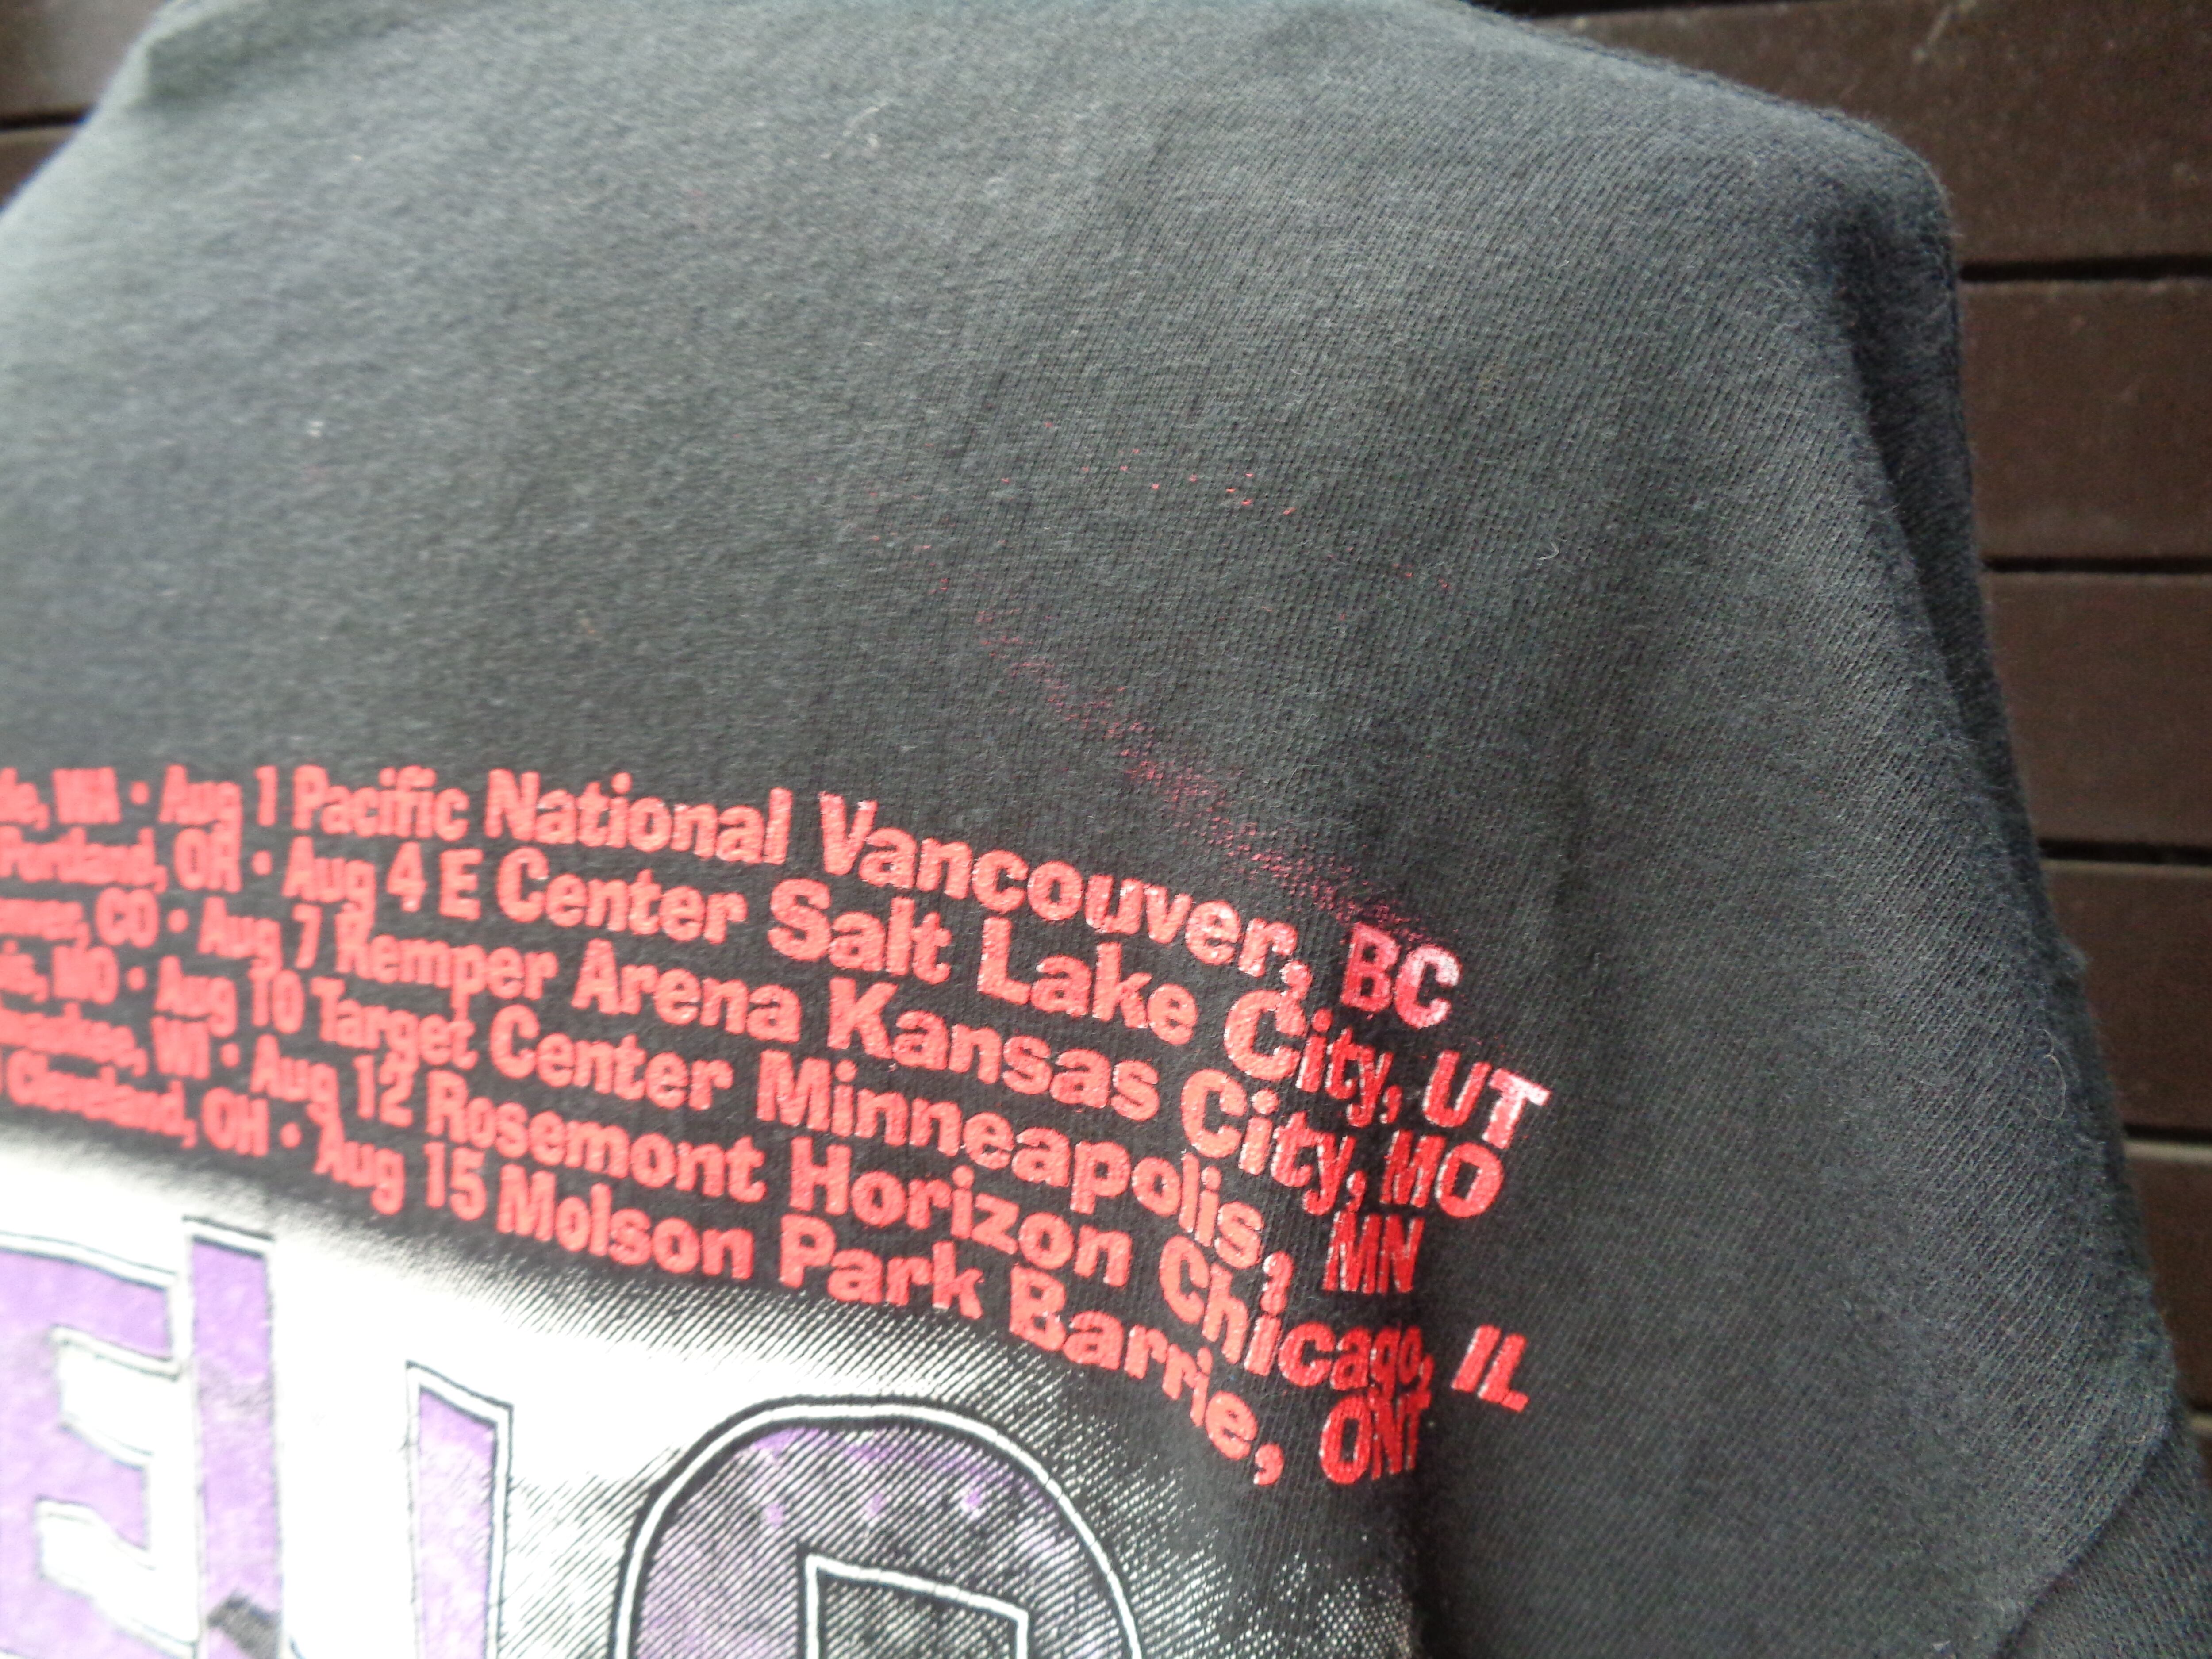 WA • Aug 1 Pacific National Vancouver, BC
Portland, OR • Aug 4 E Center Salt Lake City, UT
CO • Aug 7 Kemper Arena Kansas City, MO
MO • Aug 10 Target Center Minneapolis, MN
WI • Aug 12 Rosemont Horizon Chicago, IL
Cleveland, OH • Aug 15 Molson Park Barrie, ONT